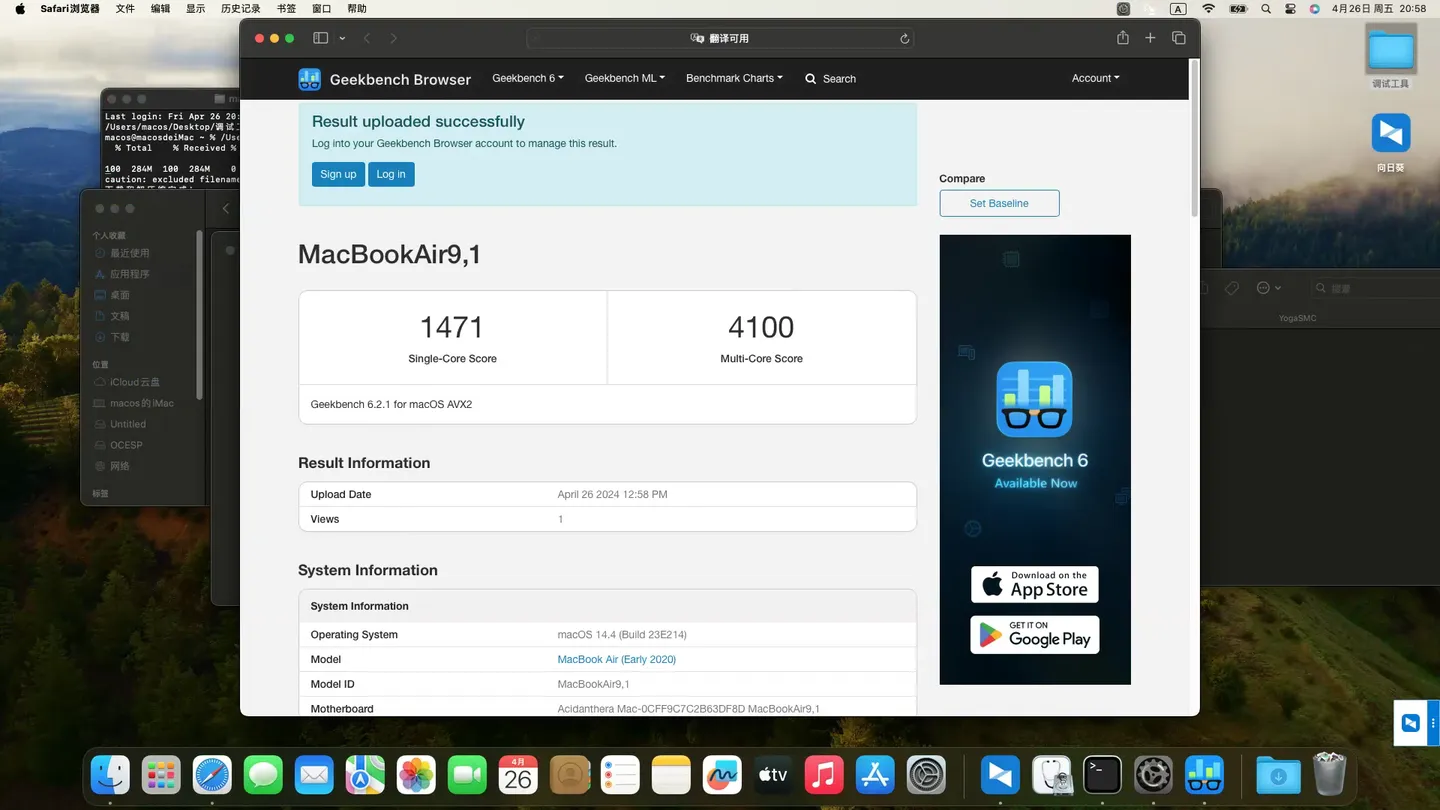 Safari浏览器 文件 编辑 显示 历史记录 书签 窗口 帮助
A
4月26日 周五 20:58
翻译可用
Geekbench Browser
Geekbench 6
Geekbench ML
Benchmark Charts
Search
Account
Result uploaded successfully
Log into your Geekbench Browser account to manage this result.
Sign up
Log in
Compare
Set Baseline
MacBookAir9,1
1471
Single-Core Score
4100
Multi-Core Score
Geekbench 6.2.1 for macOS AVX2
Result Information
Upload Date April 26 2024 12:58 PM
Views 1
System Information
System Information
Operating System macOS 14.4 (Build 23E214)
Model MacBook Air (Early 2020)
Model ID MacBookAir9,1
Motherboard Acidanthera Mac-0CFF9C7C2B63DF8D MacBookAir9,1
Geekbench 6
Available Now
Download on the
App Store
GET IT ON
Google Play
Last login: Fri Apr 26 20:
/Users/macos/Desktop/调试工
macos@macosdeiMac ~ % /Use
% Total % Received %
100 284M 100 284M 0
caution: excluded filename
个人收藏
最近使用
应用程序
桌面
文稿
下载
位置
iCloud云盘
macos的iMac
Untitled
OCESP
网络
标签
YogaSMC
调试工具
向日葵
4月
26
tv
>_